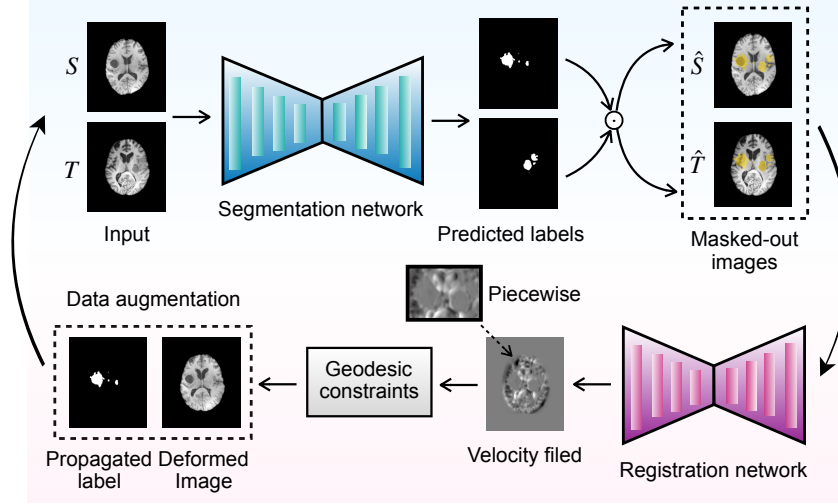 S
T
Input
Segmentation network
Predicted labels
Ŝ
T̂
Masked-out
images
Data augmentation
Piecewise
Geodesic
constraints
Propagated
label
Deformed
Image
Velocity filed
Registration network